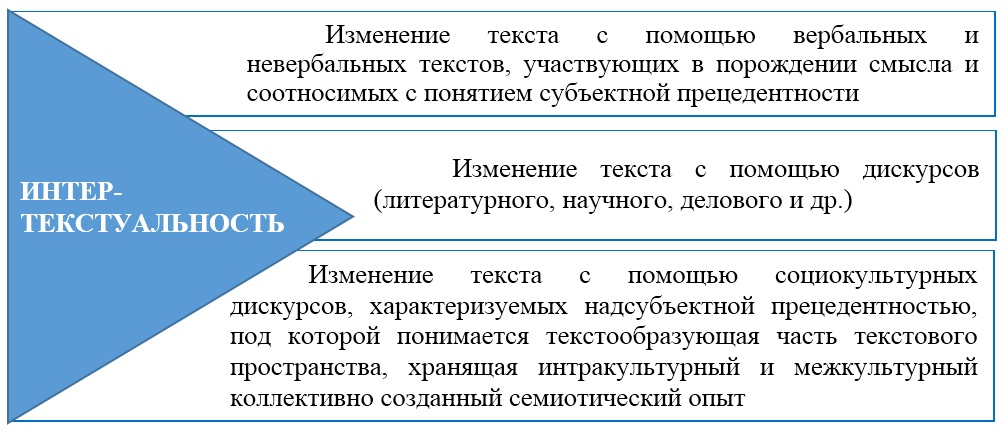 Изменение текста с помощью вербальных и
невербальных текстов, участвующих в порождении смысла и
соотносимых с понятием субъектной прецедентности
ИНТЕР-
ТЕКСТУАЛЬНОСТЬ
Изменение текста с помощью дискурсов
(литературного, научного, делового и др.)
Изменение текста с помощью социокультурных
дискурсов, характеризуемых надсубъектной прецедентностью,
под которой понимается текстообразующая часть текстового
пространства, хранящая интракультурный и межкультурный
коллективно созданный семиотический опыт